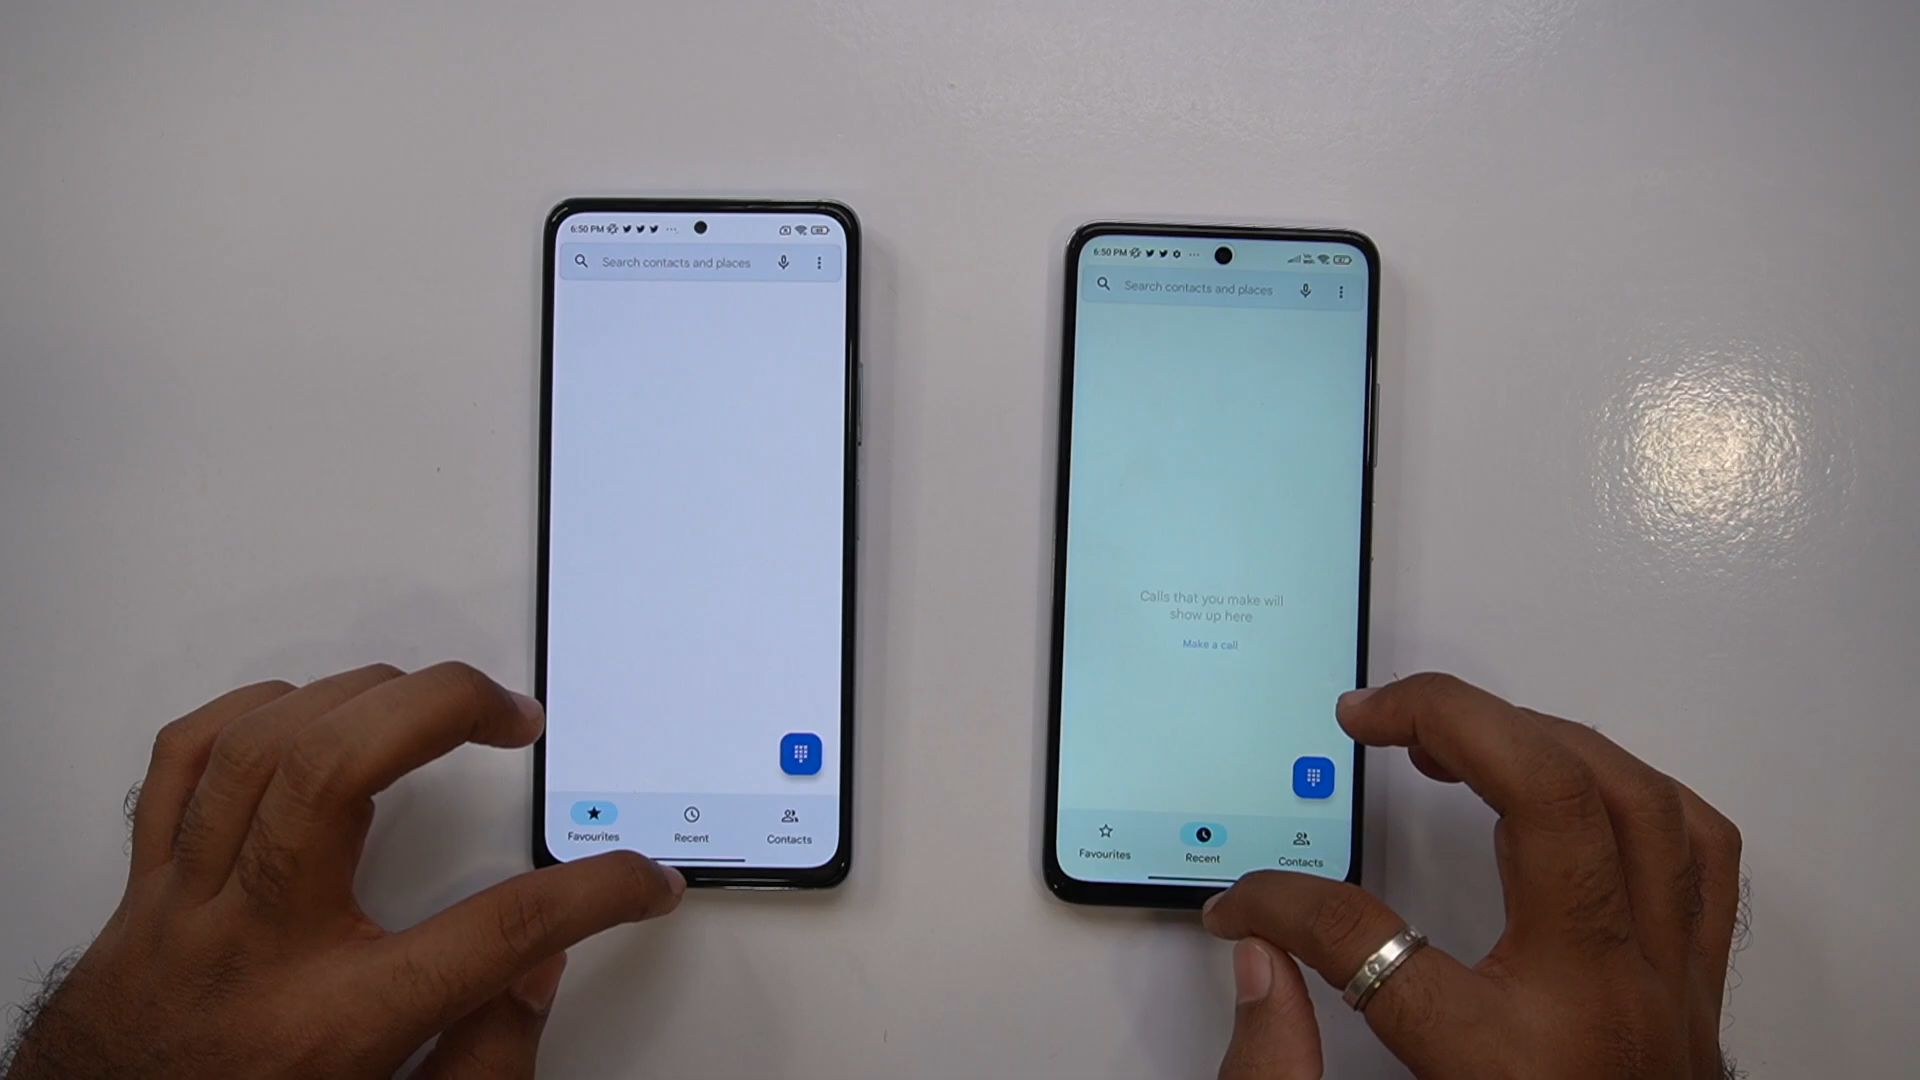 6:50 PM
Search contacts and places
Favourites
Recent
Contacts
6:50 PM
Search contacts and places
Calls that you make will
show up here
Make a call
Favourites
Recent
Contacts